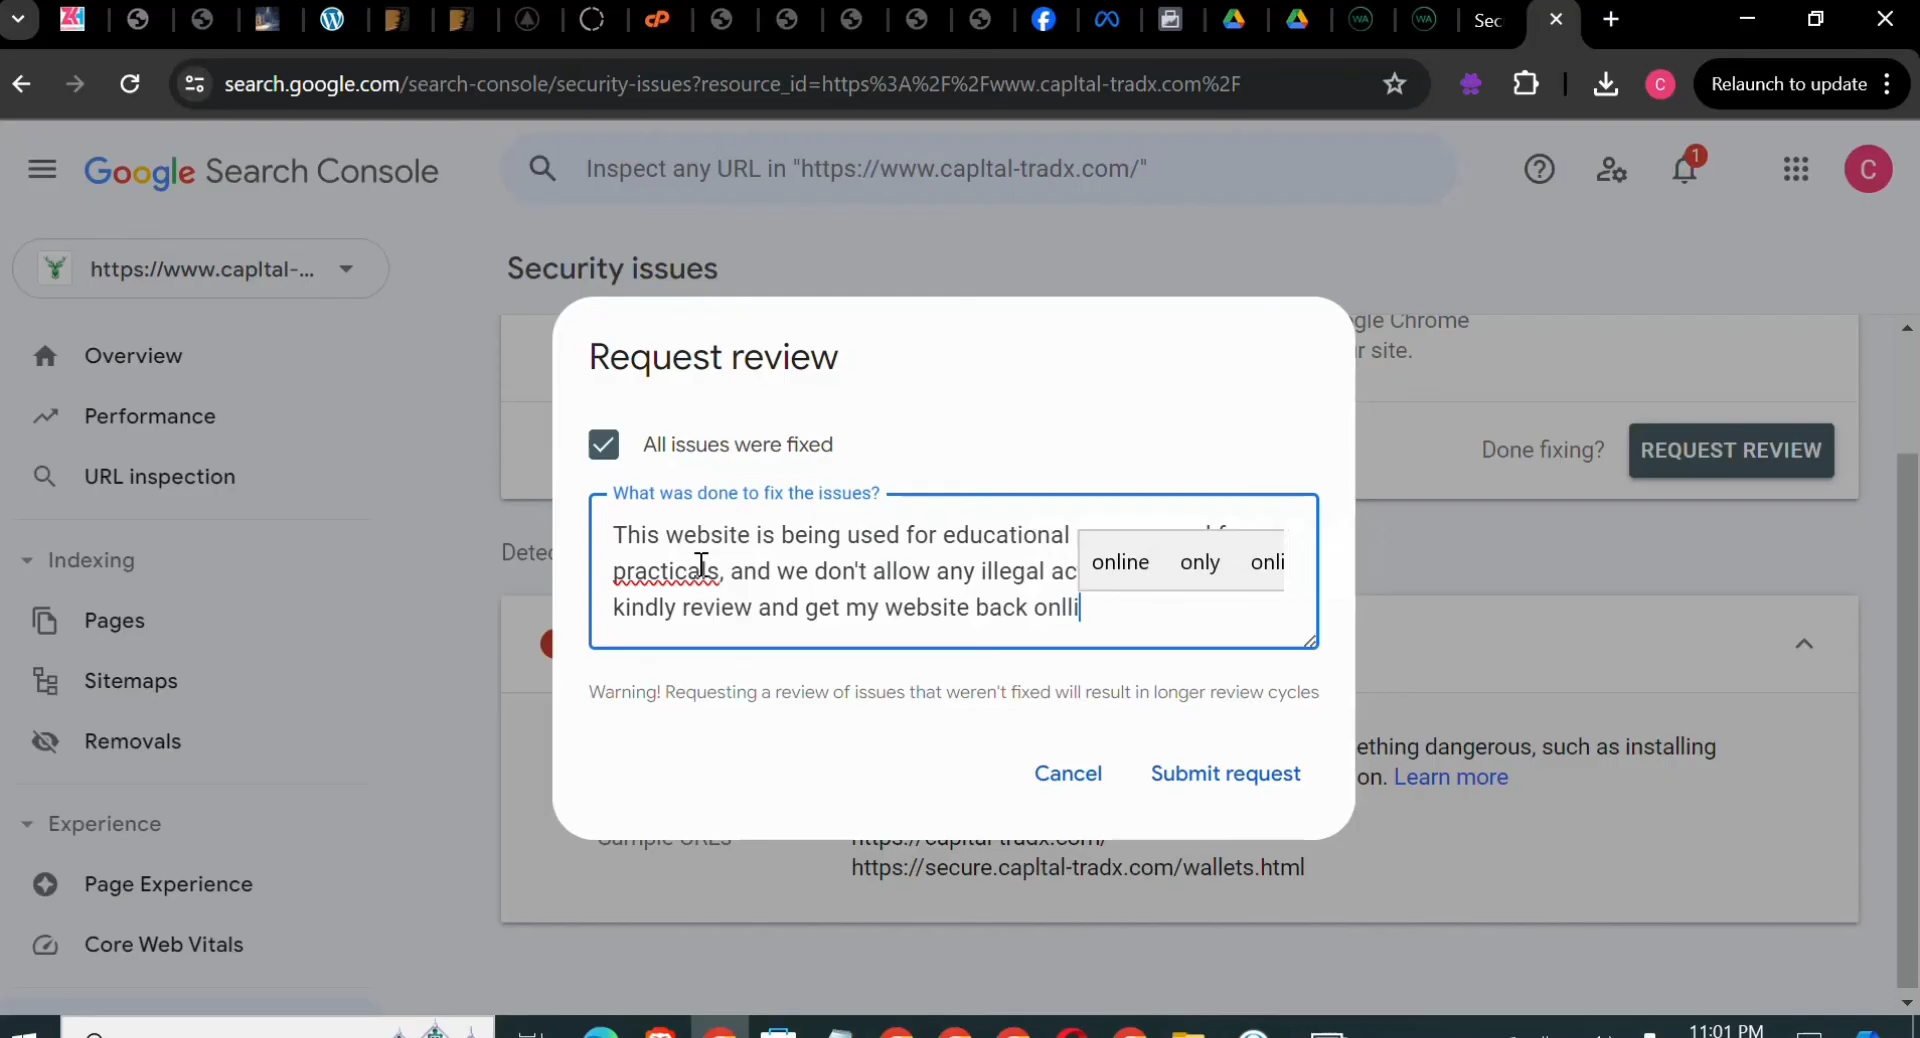 Sec
search.google.com/search-console/security-issues?resource_id=https%3A%2F%2Fwww.capltal-tradx.com%2F
C
Relaunch to update
Google Search Console
Inspect any URL in "https://www.capltal-tradx.com/"
1
C
https://www.capltal-...
Security issues
gle Chrome
r site.
Overview
Request review
Performance
All issues were fixed
Done fixing?
REQUEST REVIEW
URL inspection
What was done to fix the issues?
This website is being used for educational
Indexing
Detec
practicals, and we don't allow any illegal ac
online only onli
kindly review and get my website back onlli
Pages
Sitemaps
Warning! Requesting a review of issues that weren't fixed will result in longer review cycles
Removals
ething dangerous, such as installing
Cancel
Submit request
on. Learn more
Experience
https://secure.capltal-tradx.com/wallets.html
Page Experience
Core Web Vitals
11:01 PM